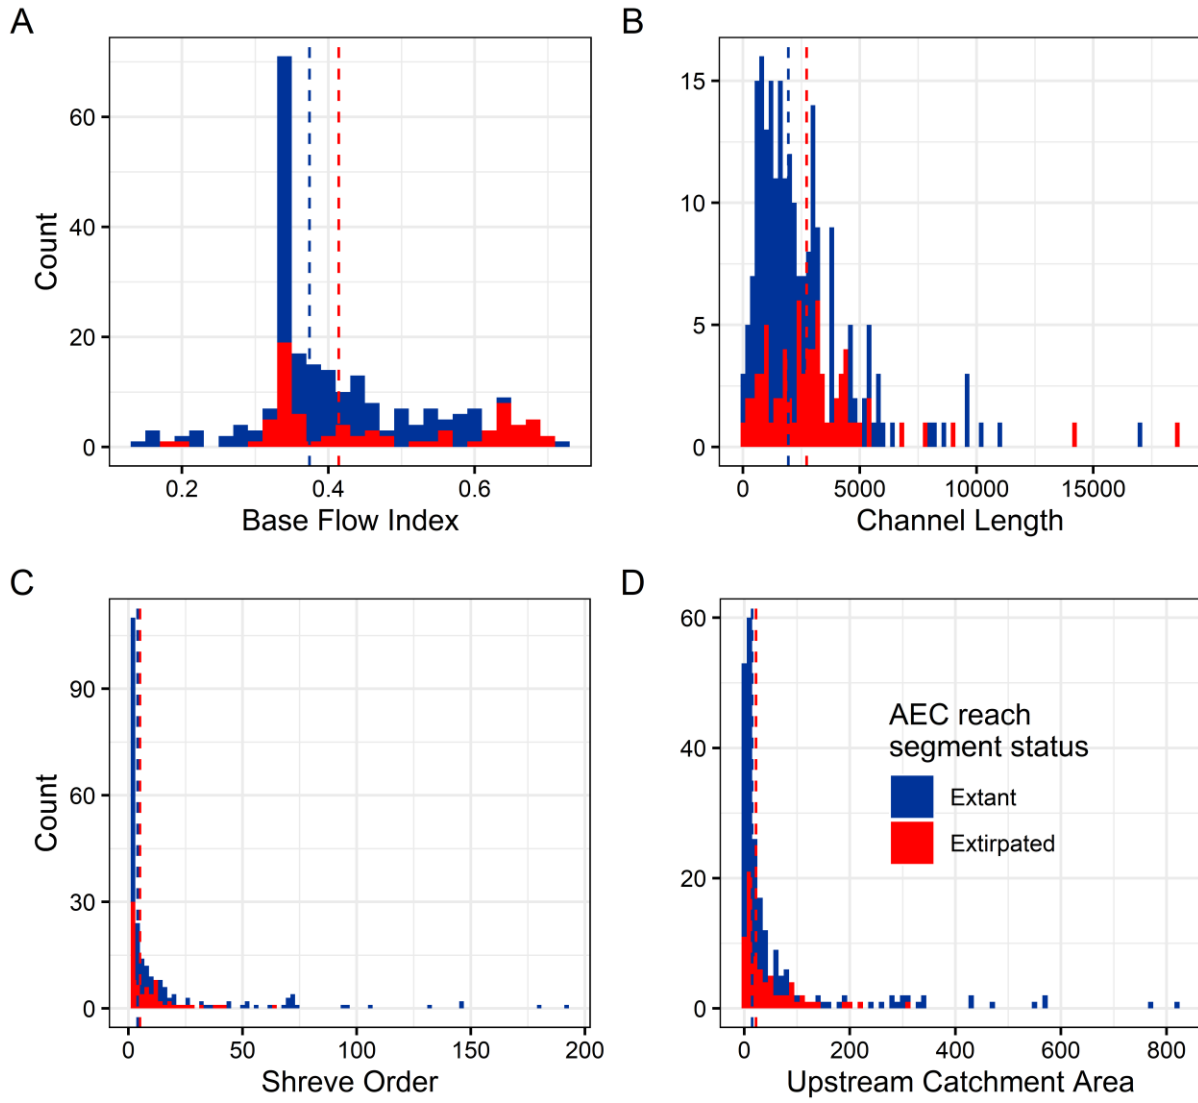 A
60
40
20
0
Count
0.2 0.4 0.6
Base Flow Index
B
15
10
5
0
0 5000 10000 15000
Channel Length
C
90
60
30
0
Count
0 50 100 150 200
Shreve Order
D
60
40
20
0
AEC reach
segment status
Extant
Extirpated
0 200 400 600 800
Upstream Catchment Area